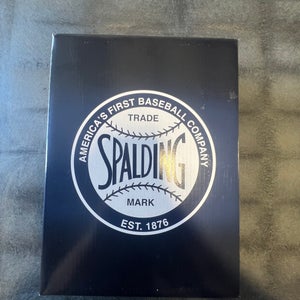 AMERICA'S FIRST BASEBALL COMPANY
TRADE
SPALDING
MARK
EST. 1876